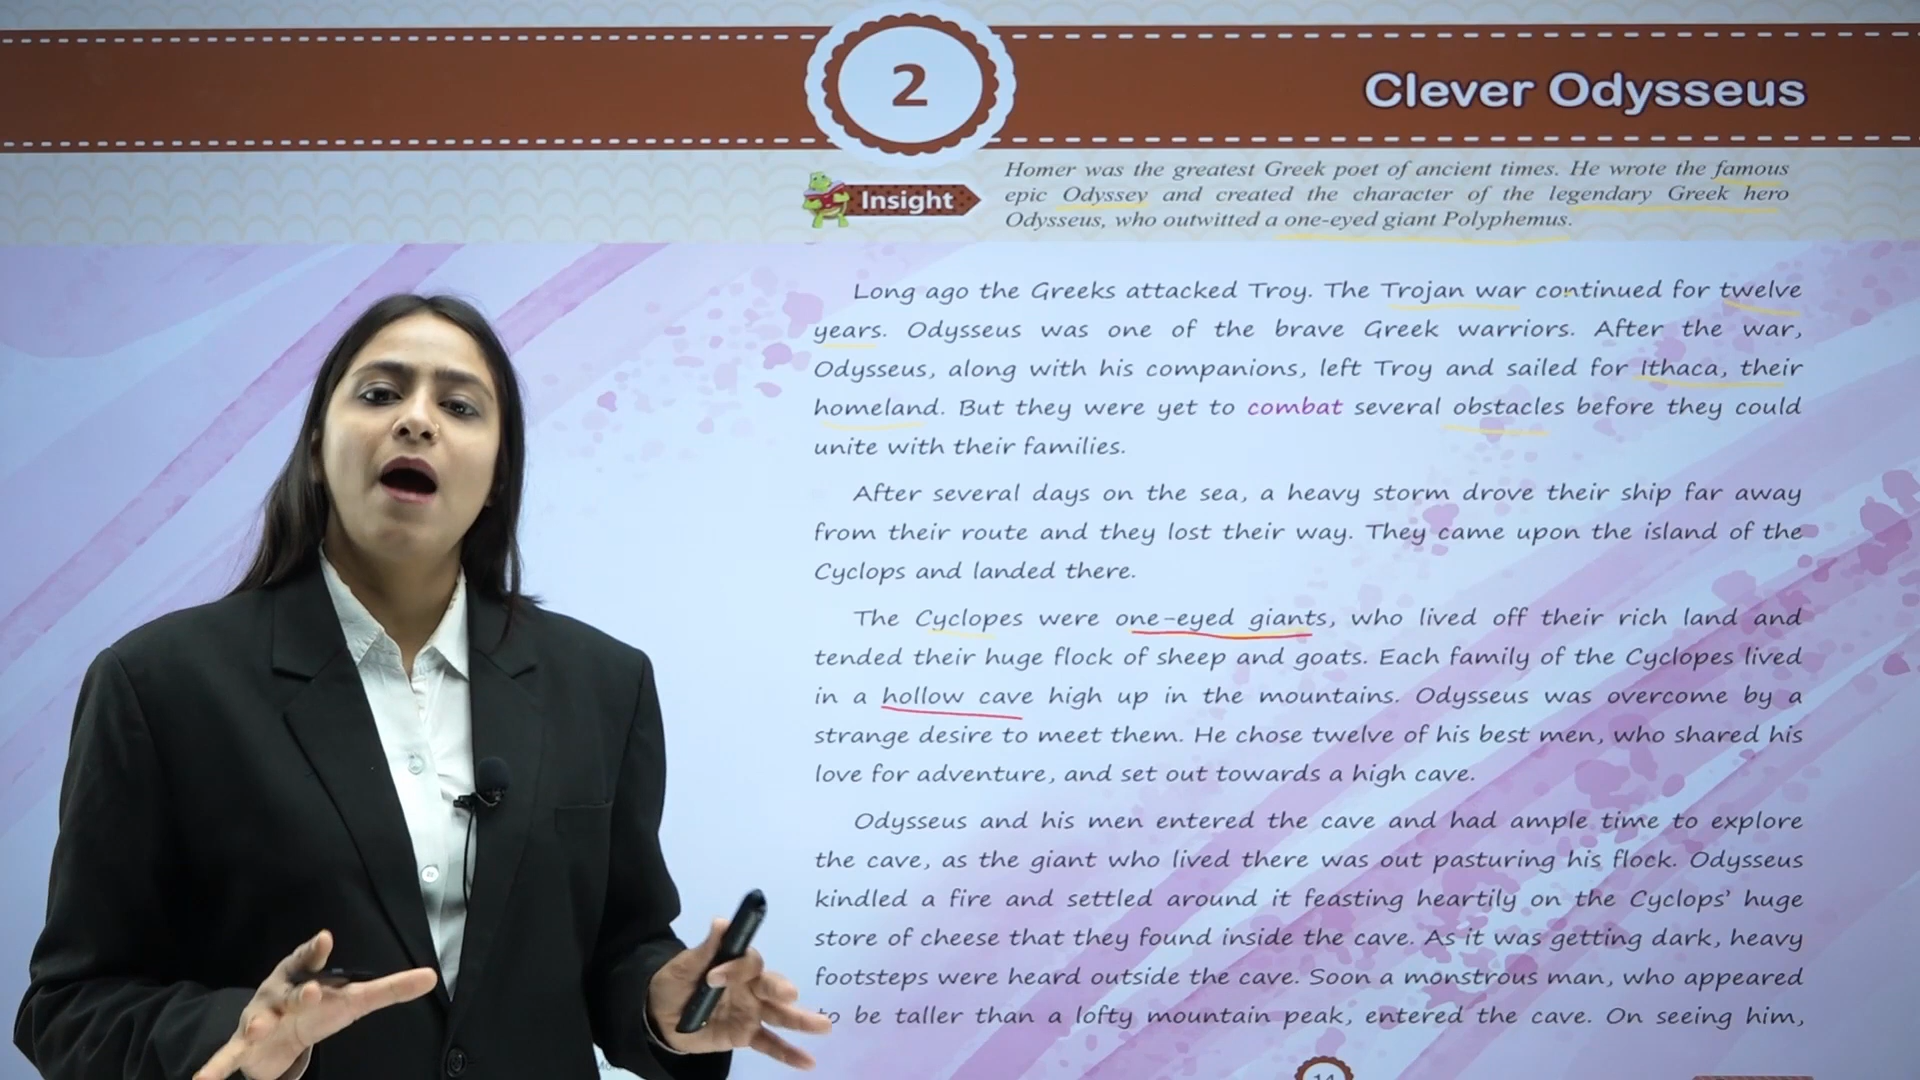 2
Clever Odysseus
Insight
Homer was the greatest Greek poet of ancient times. He wrote the famous
epic Odyssey and created the character of the legendary Greek hero
Odysseus, who outwitted a one-eyed giant Polyphemus.
Long ago the Greeks attacked Troy. The Trojan war continued for twelve
years. Odysseus was one of the brave Greek warriors. After the war,
Odysseus, along with his companions, left Troy and sailed for Ithaca, their
homeland. But they were yet to combat several obstacles before they could
unite with their families.
After several days on the sea, a heavy storm drove their ship far away
from their route and they lost their way. They came upon the island of the
Cyclops and landed there.
The Cyclopes were one-eyed giants, who lived off their rich land and
tended their huge flock of sheep and goats. Each family of the Cyclopes lived
in a hollow cave high up in the mountains. Odysseus was overcome by a
strange desire to meet them. He chose twelve of his best men, who shared his
love for adventure, and set out towards a high cave.
Odysseus and his men entered the cave and had ample time to explore
the cave, as the giant who lived there was out pasturing his flock. Odysseus
kindled a fire and settled around it feasting heartily on the Cyclops' huge
store of cheese that they found inside the cave. As it was getting dark, heavy
footsteps were heard outside the cave. Soon a monstrous man, who appeared
to be taller than a lofty mountain peak, entered the cave. On seeing him,